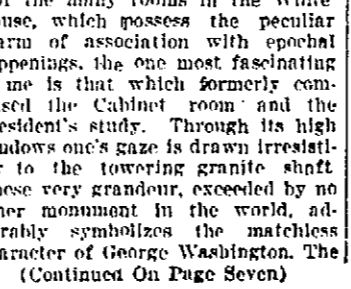 of the many rooms in the White
ouse, which possess the peculiar
arm of association with epochal
ppenings, the one most fascinating
me is that which formerly com-
sed the Cabinet room and the
esident's study. Through its high
ndows one's gaze is drawn irresisti-
to the towering granite shaft
ose very grandeur, exceeded by no
her monument in the world, ad-
rably symbolizes the matchless
aracter of George Washington. The
(Continued On Page Seven)